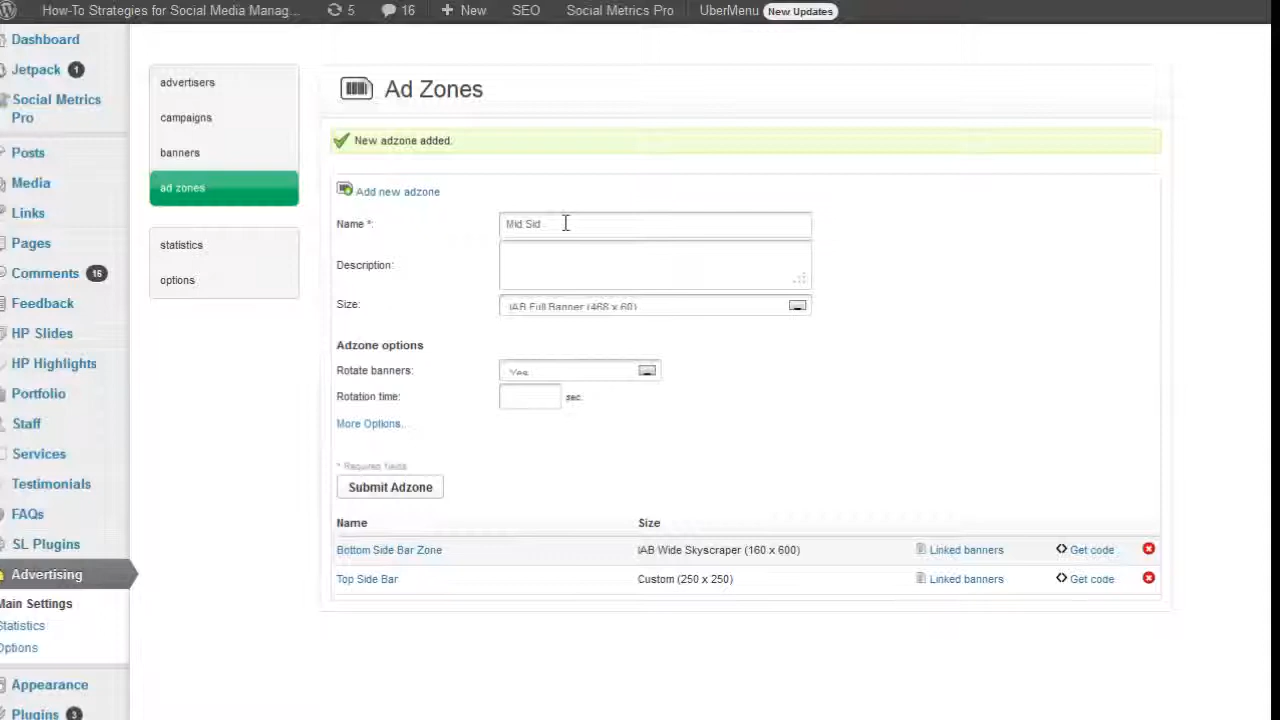 How-To Strategies for Social Media Manag... 5 16 New SEO Social Metrics Pro UberMenu New Updates
Dashboard
Jetpack 1
Social Metrics
Pro
Posts
Media
Links
Pages
Comments 16
Feedback
HP Slides
HP Highlights
Portfolio
Staff
Services
Testimonials
FAQs
SL Plugins
Advertising
Main Settings
Statistics
Options
Appearance
Plugins 3
advertisers
campaigns
banners
ad zones
statistics
options
Ad Zones
New adzone added.
Add new adzone
Name *: Mid Sid
Description:
Size: IAB Full Banner (468 x 60)
Adzone options
Rotate banners: Yes
Rotation time: sec.
More Options...
* Required fields
Submit Adzone
Name Size
Bottom Side Bar Zone IAB Wide Skyscraper (160 x 600) Linked banners Get code
Top Side Bar Custom (250 x 250) Linked banners Get code